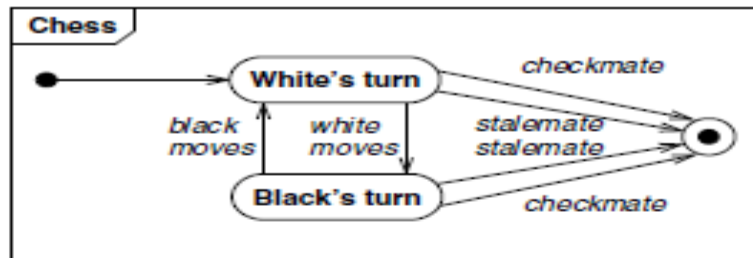 Chess
White's turn
checkmate
black
moves
white
moves
stalemate
stalemate
Black's turn
checkmate